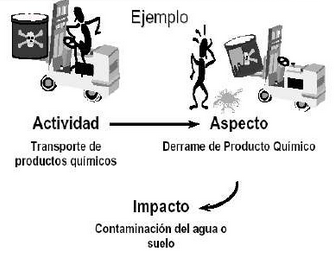 Ejemplo
Actividad
Aspecto
Transporte de
productos químicos
Derrame de Producto Químico
Impacto
Contaminación del agua o
suelo